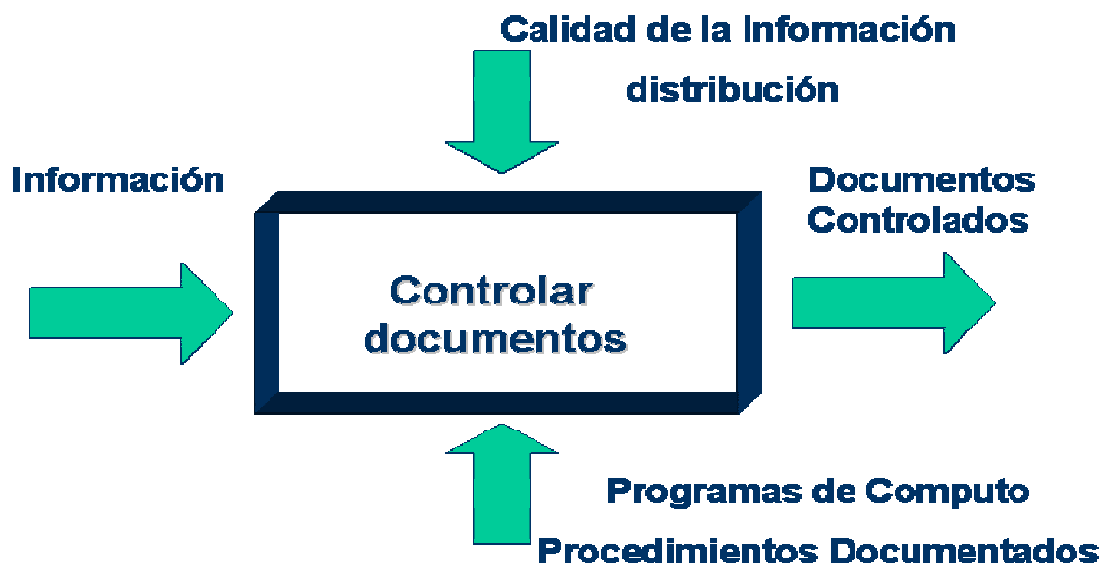 Calidad de la Información
distribución
Información
Documentos
Controlados
Controlar
documentos
Programas de Computo
Procedimientos Documentados